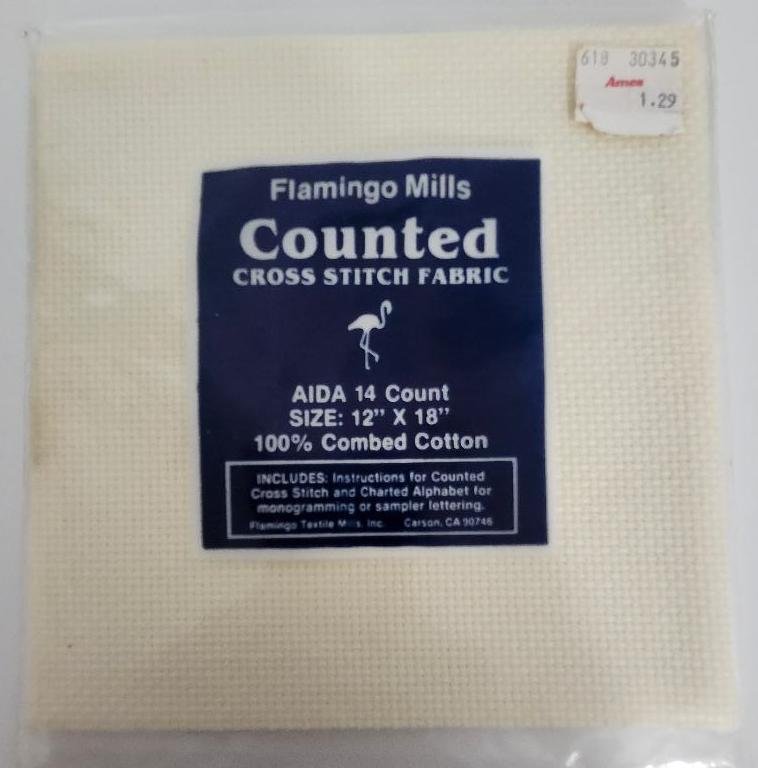 618 30345
Ames
1.29
Flamingo Mills
Counted
CROSS STITCH FABRIC
AIDA 14 Count
SIZE: 12" X 18"
100% Combed Cotton
INCLUDES: Instructions for Counted
Cross Stitch and Charted Alphabet for
monogramming or sampler lettering.
Flamingo Textile Mills, Inc. Carson, CA 90746